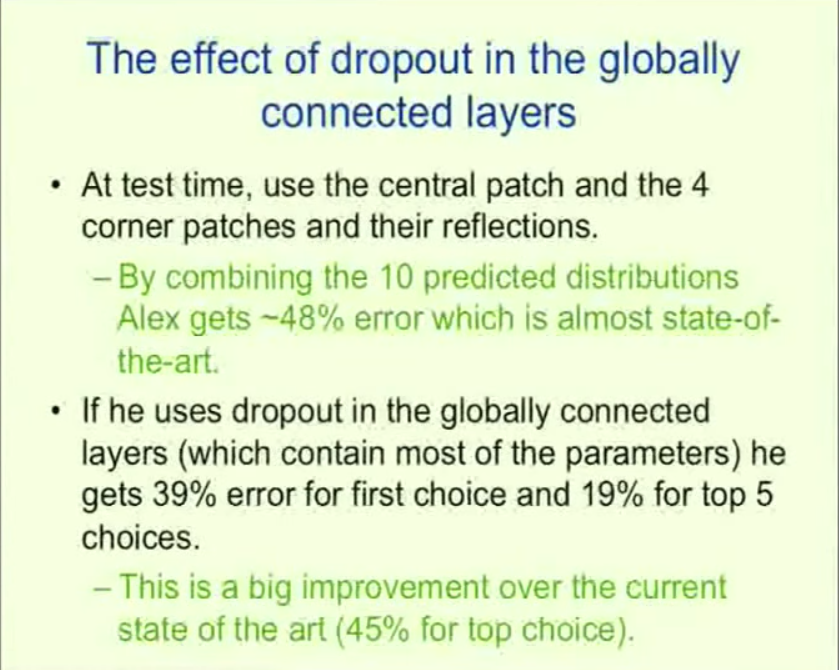 The effect of dropout in the globally
connected layers
• At test time, use the central patch and the 4
corner patches and their reflections.
– By combining the 10 predicted distributions
Alex gets ~48% error which is almost state-of-
the-art.
• If he uses dropout in the globally connected
layers (which contain most of the parameters) he
gets 39% error for first choice and 19% for top 5
choices.
– This is a big improvement over the current
state of the art (45% for top choice).